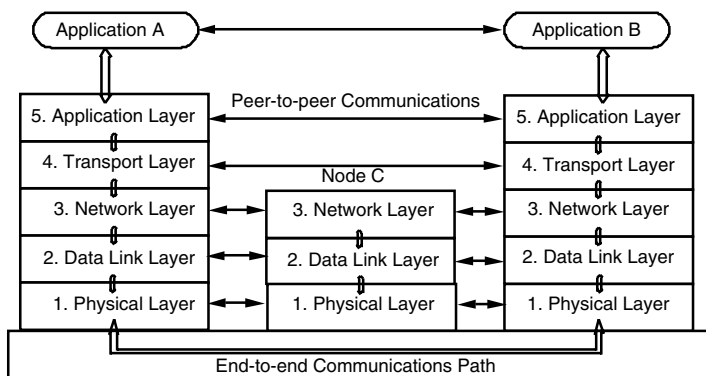 Application A
Application B
Peer-to-peer Communications
5. Application Layer
5. Application Layer
4. Transport Layer
4. Transport Layer
Node C
3. Network Layer
3. Network Layer
3. Network Layer
2. Data Link Layer
2. Data Link Layer
2. Data Link Layer
1. Physical Layer
1. Physical Layer
1. Physical Layer
End-to-end Communications Path